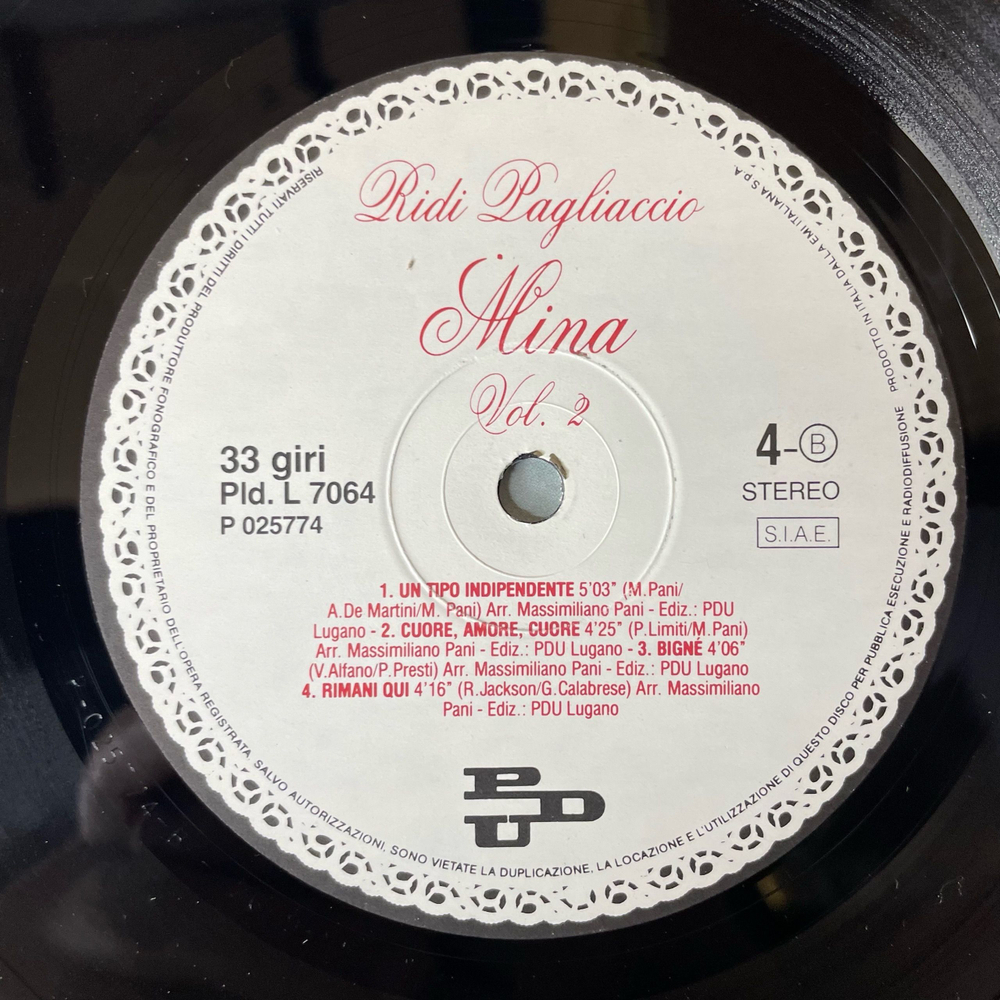 Ridi Pagliaccio
Mina
Vol. 2
33 giri
Pld. L 7064
P 025774
4-B
STEREO
S.I.A.E.
1. UN TIPO INDIPENDENTE 5'03" (M.Pani/
A.De Martini/M. Pani) Arr. Massimiliano Pani - Ediz.: PDU
Lugano - 2. CUORE, AMORE, CUORE 4'25" (P.Limiti/M.Pani)
Arr. Massimiliano Pani - Ediz.: PDU Lugano - 3. BIGNÉ 4'06"
(V.Alfano/P.Presti) Arr. Massimiliano Pani - Ediz.: PDU Lugano
4. RIMANI QUI 4'16" (R.Jackson/G.Calabrese) Arr. Massimiliano
Pani - Ediz.: PDU Lugano
PDU
RISERVATI TUTTI I DIRITTI DEL PRODUTTORE FONOGRAFICO E DEL PROPRIETARIO DELL'OPERA REGISTRATA. SALVO AUTORIZZAZIONI, SONO VIETATE LA DUPLICAZIONE, LA LOCAZIONE E L'UTILIZZAZIONE DI QUESTO DISCO PER PUBBLICA ESECUZIONE E RADIODIFFUSIONE PRODOTTO IN ITALIA DALLA EMI ITALIANA S.p.A.